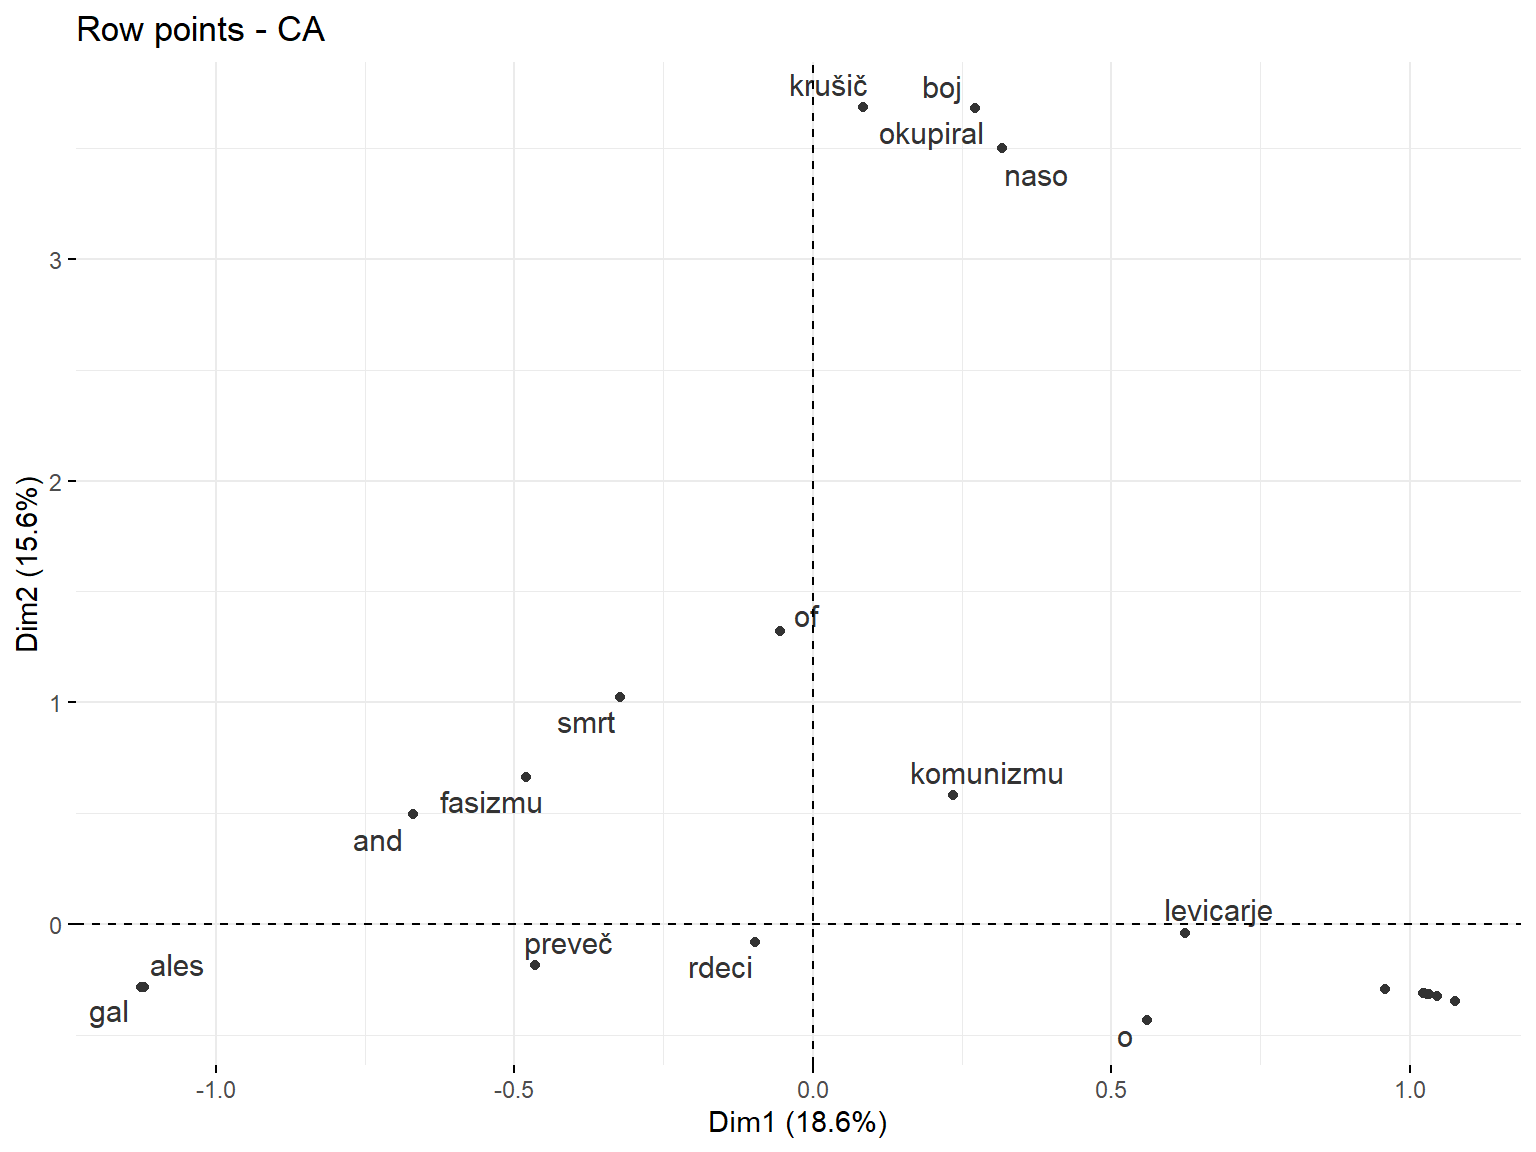 Row points - CA
krušič
boj
okupiral
naso
3
2
of
1
smrt
komunizmu
fasizmu
and
levicarje
0
preveč
ales
rdeci
gal
o
-1.0
-0.5
0.0
0.5
1.0
Dim1 (18.6%)
Dim2 (15.6%)